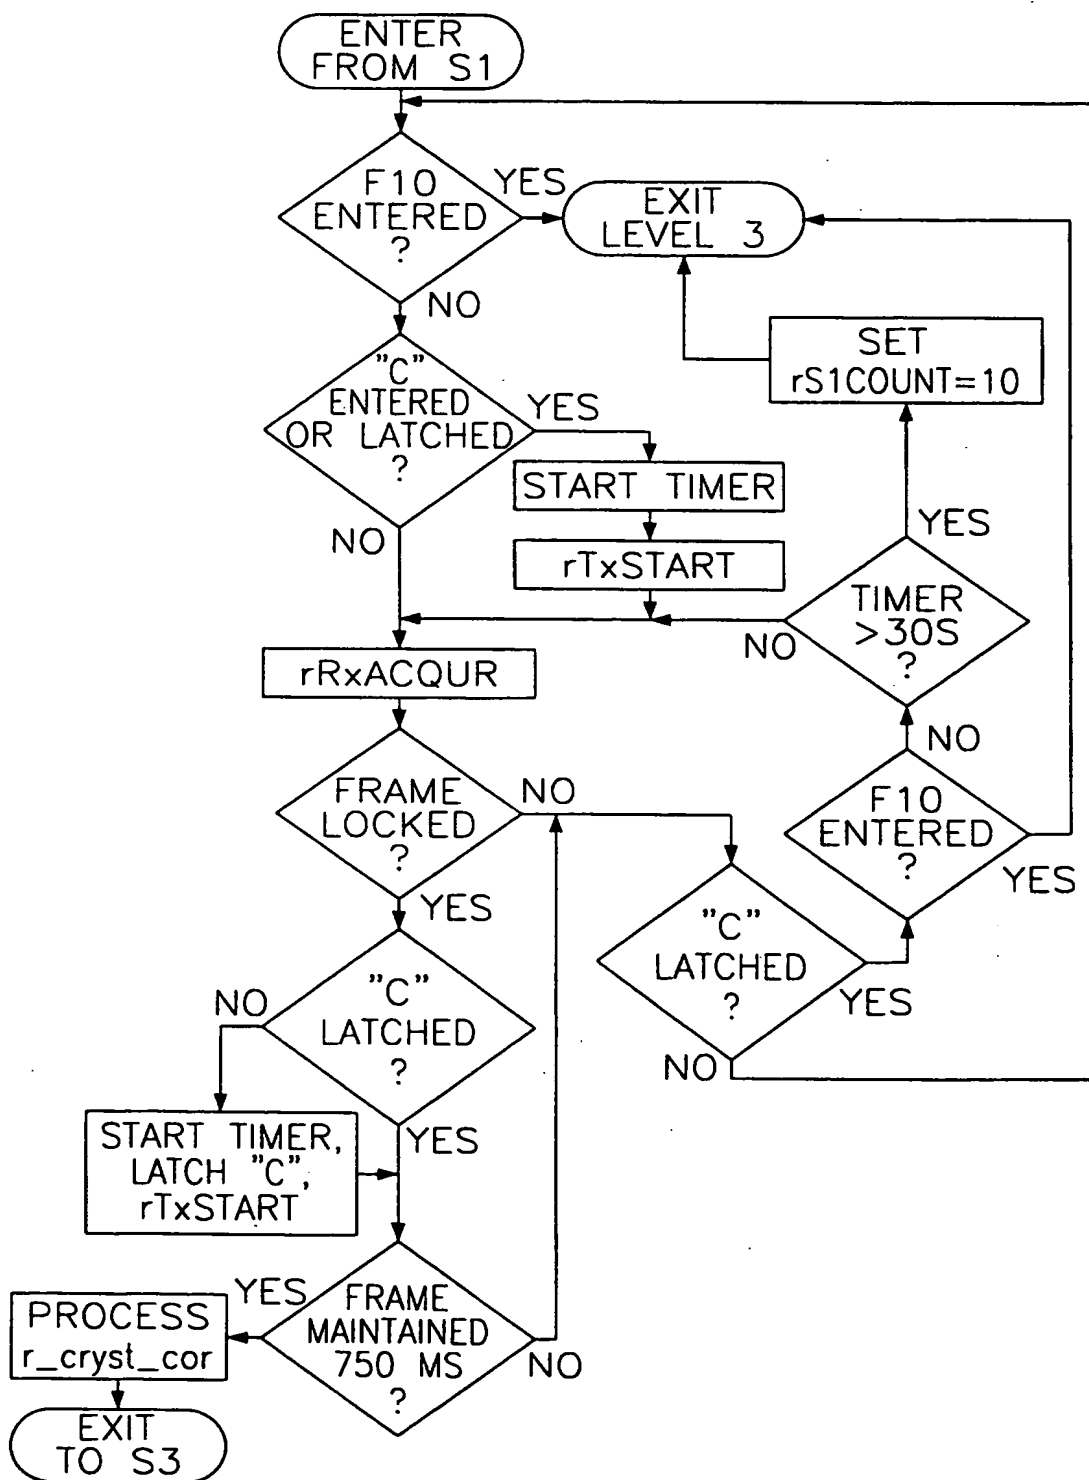 ENTER
FROM S1
F10
ENTERED
?
YES
NO
EXIT
LEVEL 3
"C"
ENTERED
OR LATCHED
?
YES
NO
SET
rS1COUNT=10
START TIMER
rTxSTART
YES
TIMER
>30S
?
NO
rRxACQUR
NO
FRAME
LOCKED
?
NO
YES
F10
ENTERED
?
YES
"C"
LATCHED
?
YES
NO
"C"
LATCHED
?
NO
YES
START TIMER,
LATCH "C",
rTxSTART
FRAME
MAINTAINED
750 MS
?
YES
NO
PROCESS
r_cryst_cor
EXIT
TO S3